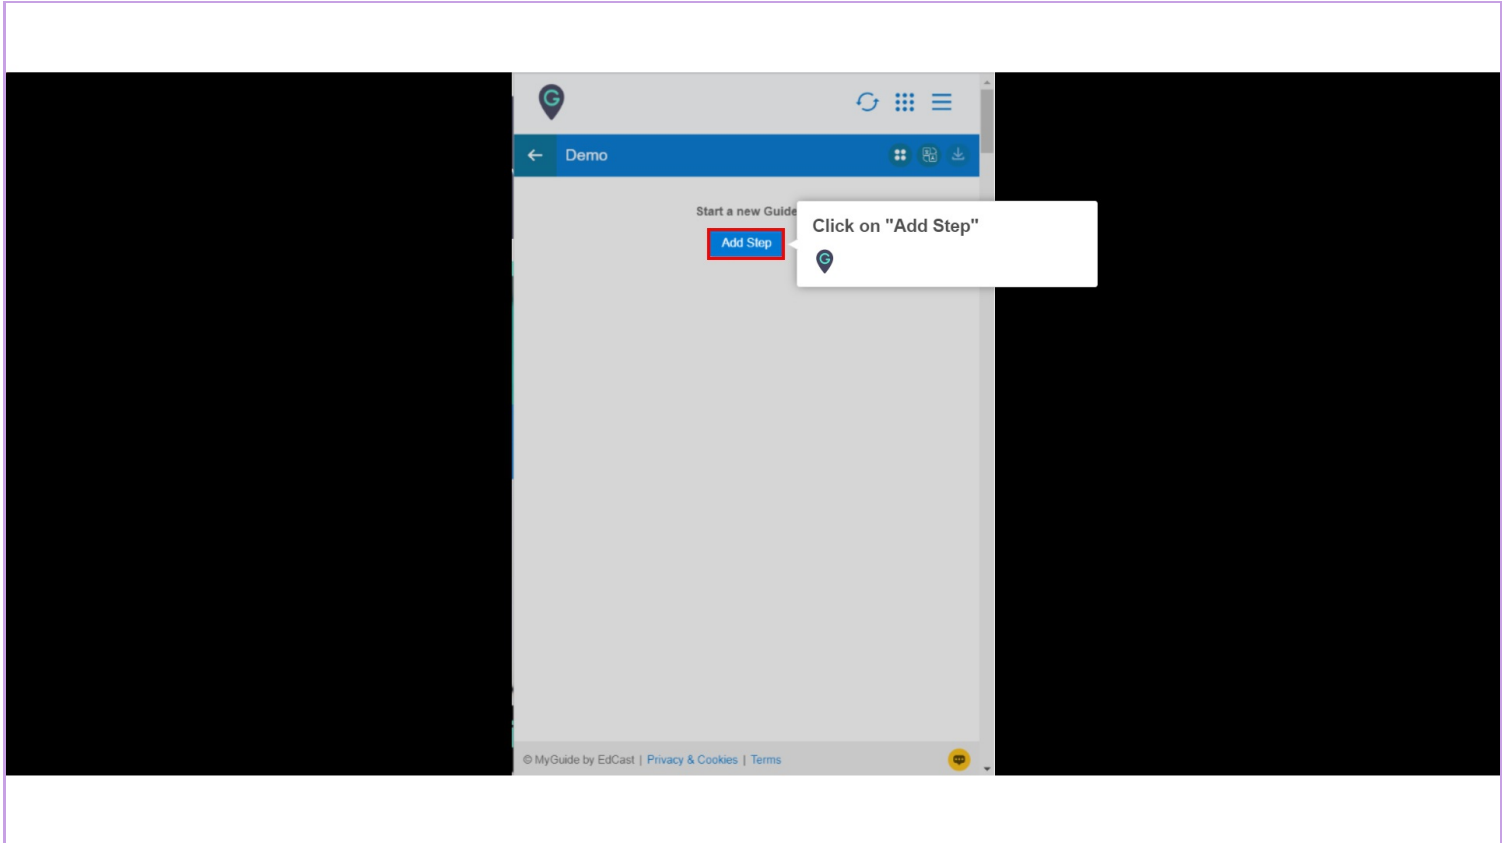 G
Demo
Start a new Guide
Click on "Add Step"
Add Step
G
© MyGuide by EdCast | Privacy & Cookies | Terms